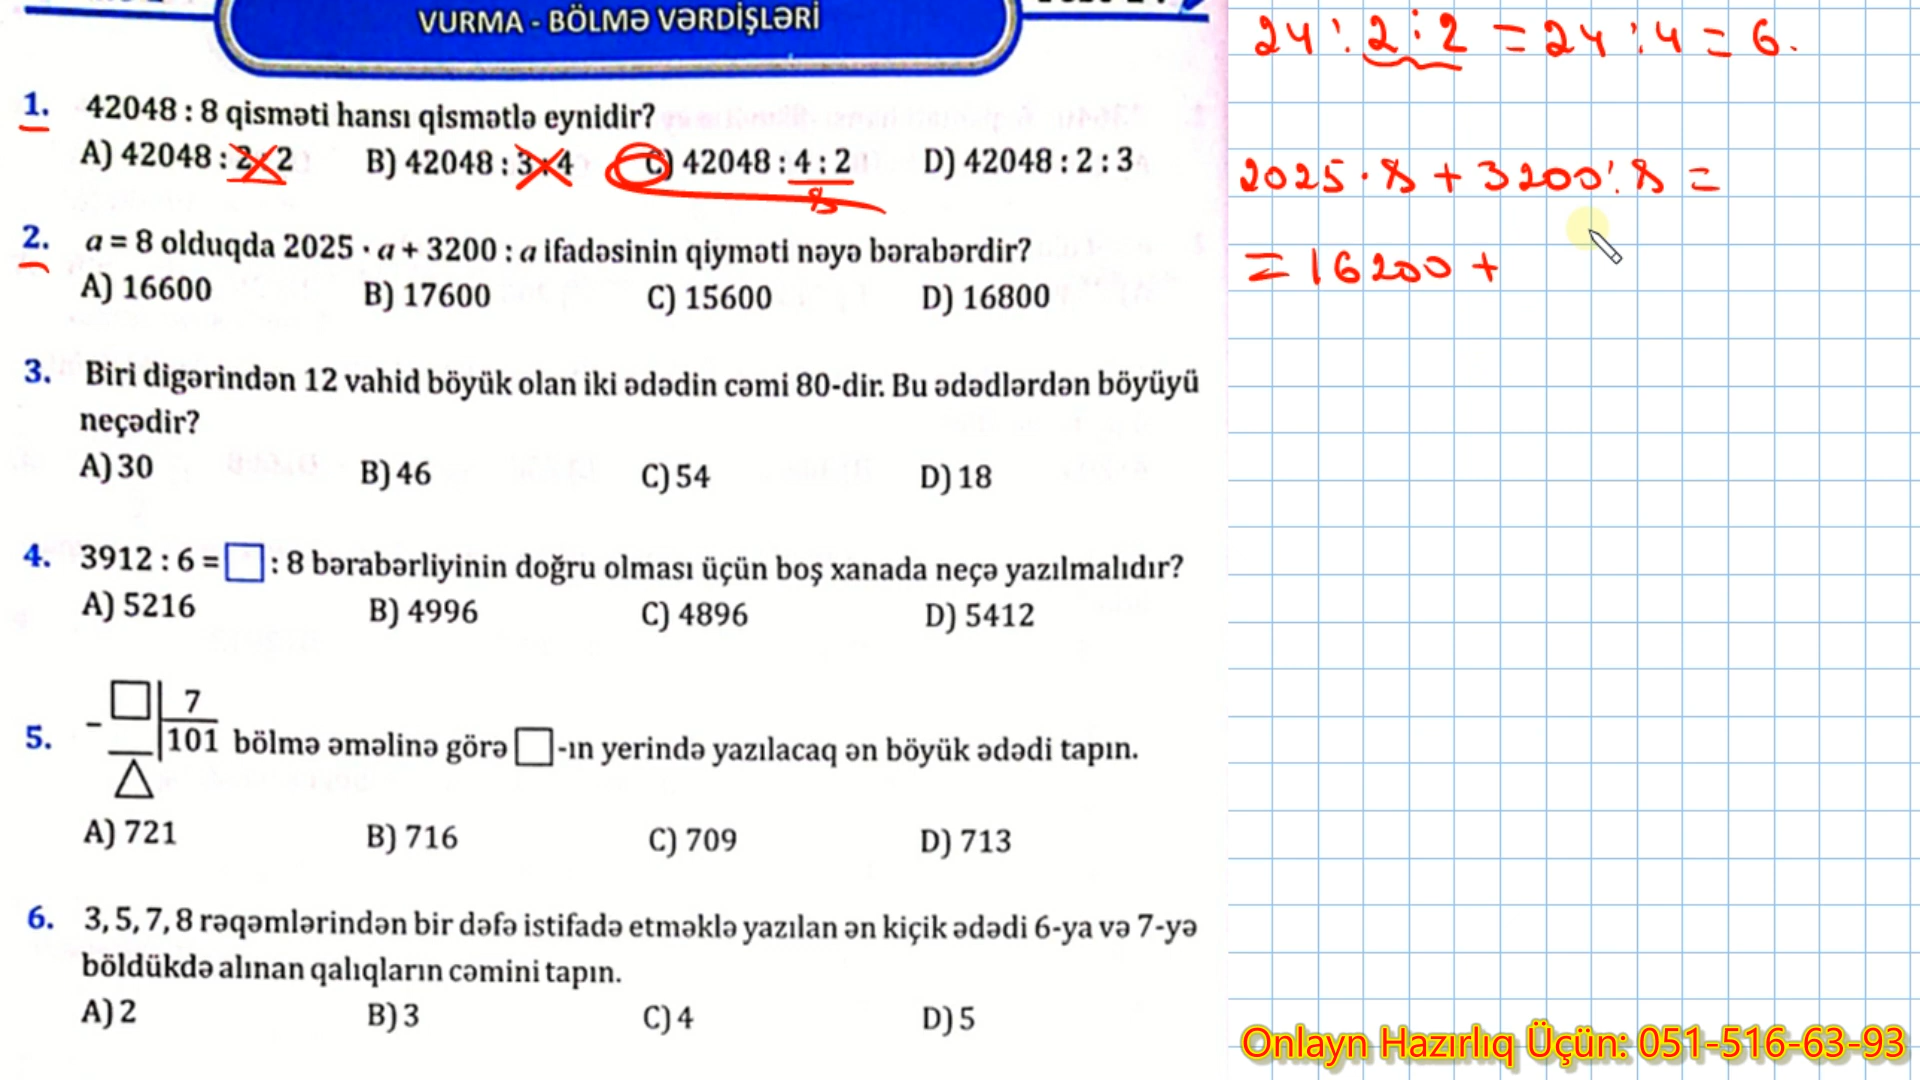 VURMA - BÖLMƏ VƏRDİŞLƏRİ
1. 42048 : 8 qisməti hansı qismətlə eynidir?
A) 42048 : 2 : 2 B) 42048 : 3 : 4 C) 42048 : 4 : 2 D) 42048 : 2 : 3
8
2. a = 8 olduqda 2025 · a + 3200 : a ifadəsinin qiyməti nəyə bərabərdir?
A) 16600 B) 17600 C) 15600 D) 16800
3. Biri digərindən 12 vahid böyük olan iki ədədin cəmi 80-dir. Bu ədədlərdən böyüyü
neçədir?
A) 30 B) 46 C) 54 D) 18
4. 3912 : 6 = □ : 8 bərabərliyinin doğru olması üçün boş xanada neçə yazılmalıdır?
A) 5216 B) 4996 C) 4896 D) 5412
− □ 7
5. 101 bölmə əməlinə görə □-ın yerində yazılacaq ən böyük ədədi tapın.
△
A) 721 B) 716 C) 709 D) 713
6. 3, 5, 7, 8 rəqəmlərindən bir dəfə istifadə etməklə yazılan ən kiçik ədədi 6-ya və 7-yə
böldükdə alınan qalıqların cəmini tapın.
A) 2 B) 3 C) 4 D) 5
24 : 2 : 2 = 24 : 4 = 6.
2025 · 8 + 3200 : 8 =
= 16200 +
Onlayn Hazırlıq Üçün: 051-516-63-93